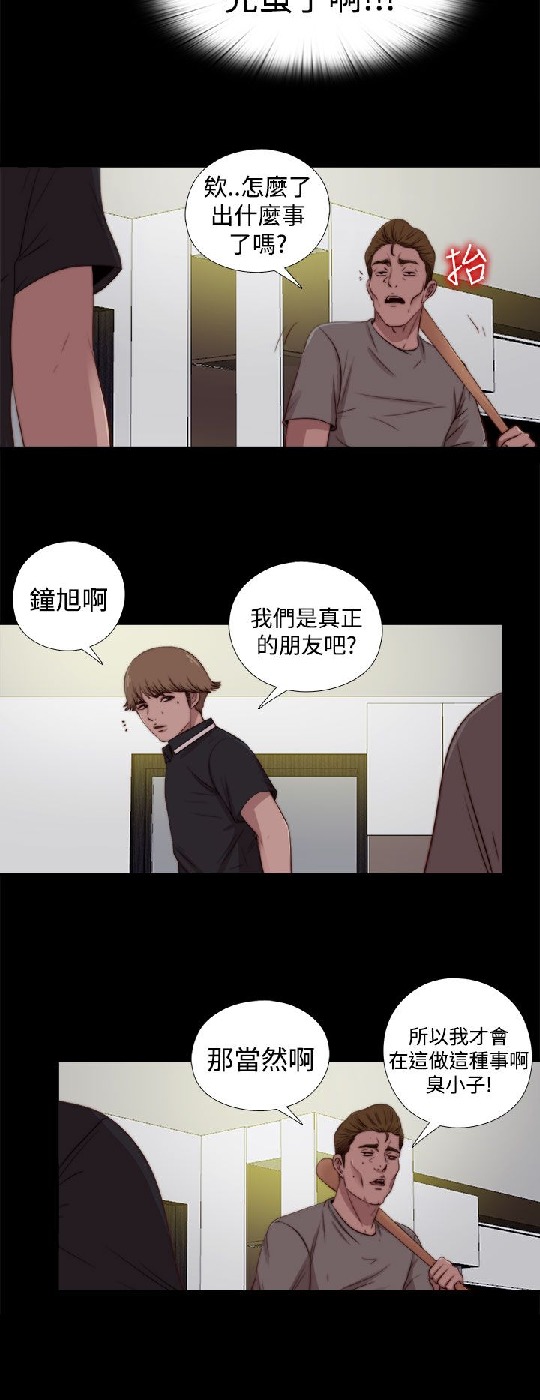 了啊!!!
欸..怎麼了
出什麼事
了嗎?
抬
鐘旭啊
我們是真正
的朋友吧?
那當然啊
所以我才會
在這做這種事啊
臭小子!